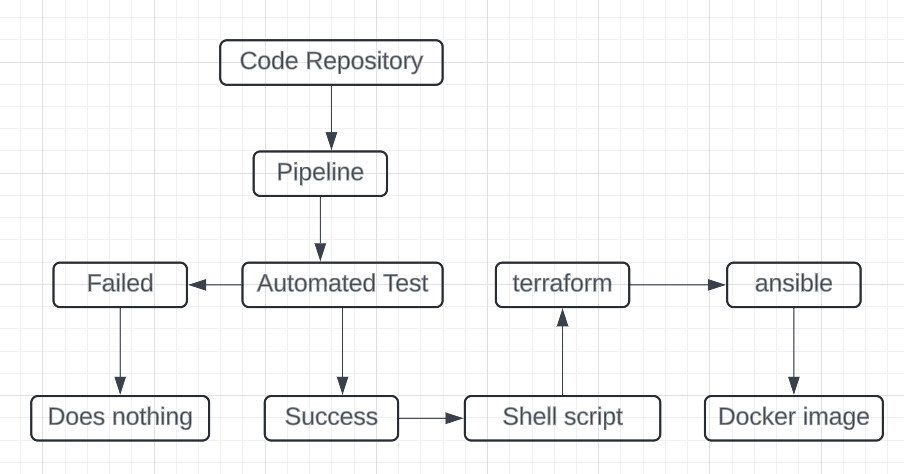 Code Repository
Pipeline
Failed
Automated Test
terraform
ansible
Does nothing
Success
Shell script
Docker image